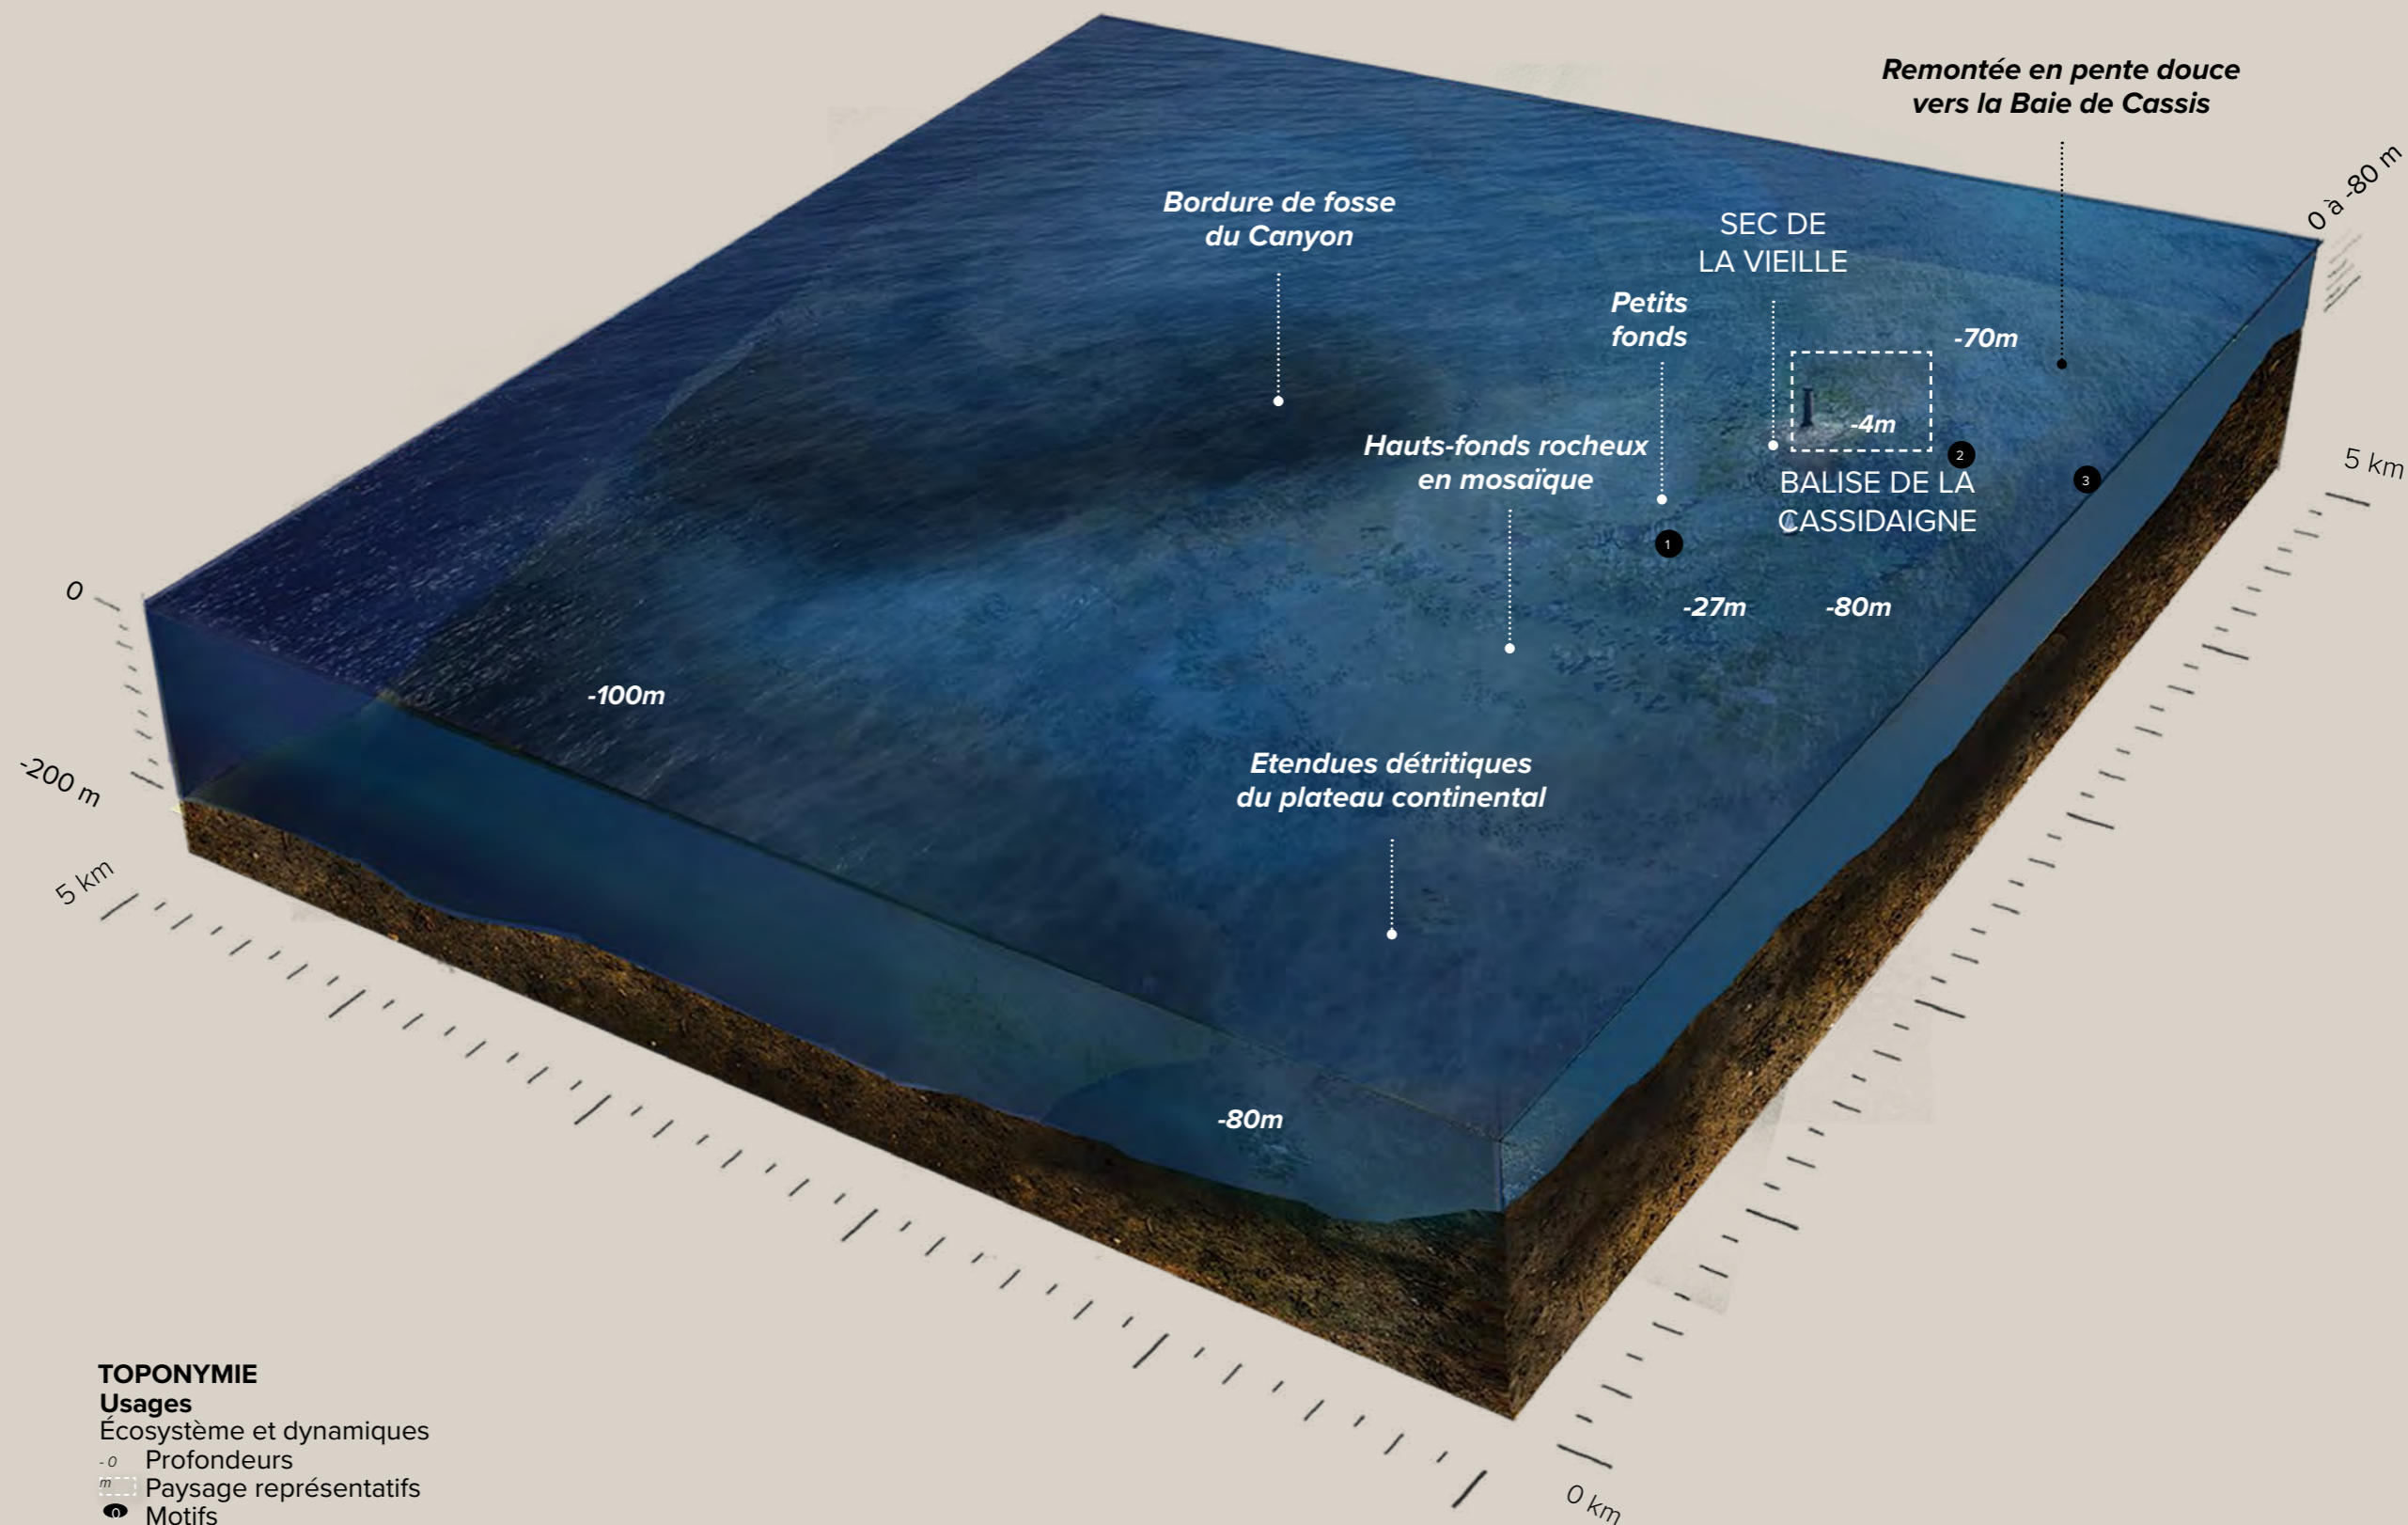 Remontée en pente douce
vers la Baie de Cassis
0 à -80 m
Bordure de fosse
du Canyon
SEC DE
LA VIEILLE
Petits
fonds
-70m
-4m
Hauts-fonds rocheux
en mosaïque
2
3
5 km
BALISE DE LA
CASSIDAIGNE
1
0
-27m
-80m
-100m
-200 m
Etendues détritiques
du plateau continental
5 km
-80m
0 km
TOPONYMIE
Usages
Écosystème et dynamiques
- 0
m
Profondeurs
Paysage représentatifs
0
Motifs